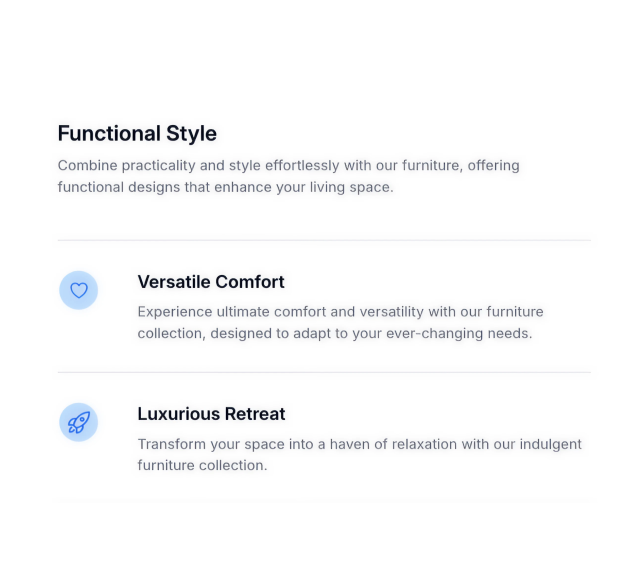 Functional Style
Combine practicality and style effortlessly with our furniture, offering
functional designs that enhance your living space.
Versatile Comfort
Experience ultimate comfort and versatility with our furniture
collection, designed to adapt to your ever-changing needs.
Luxurious Retreat
Transform your space into a haven of relaxation with our indulgent
furniture collection.